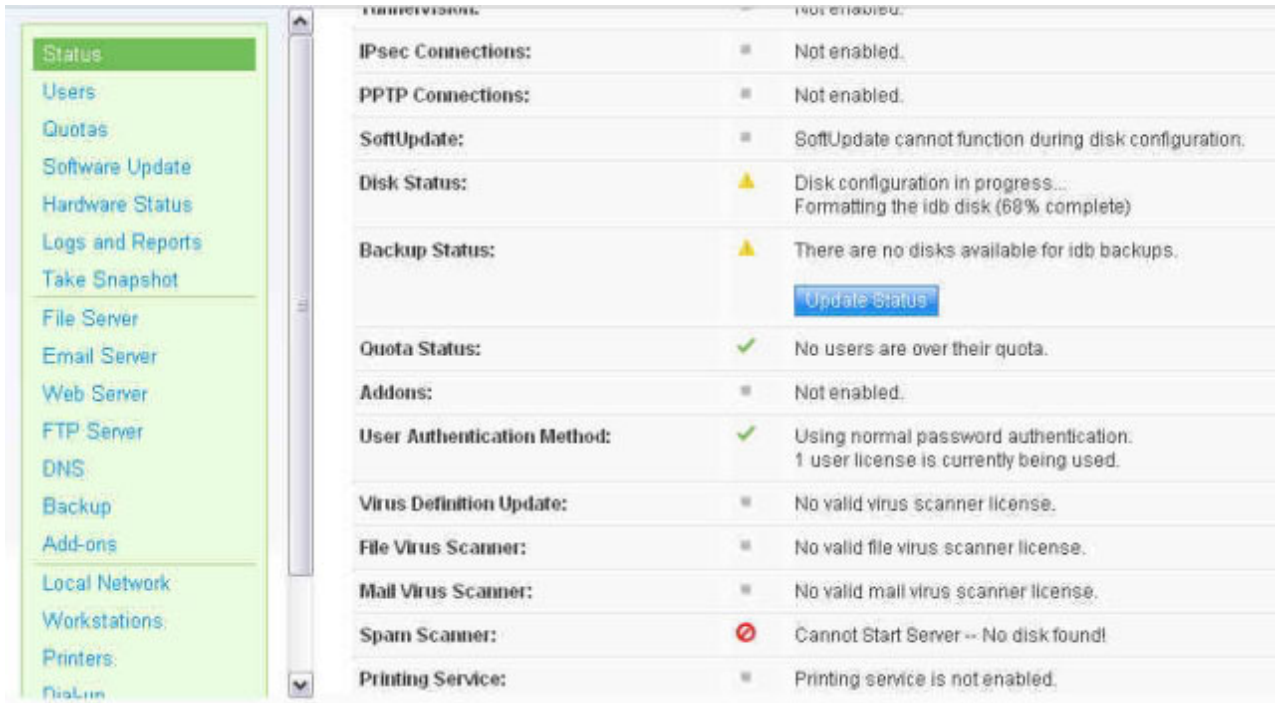 Status
Users
Quotas
Software Update
Hardware Status
Logs and Reports
Take Snapshot
File Server
Email Server
Web Server
FTP Server
DNS
Backup
Add-ons
Local Network
Workstations
Printers
Dial-up
Tunnelvision: Not enabled.
IPsec Connections: Not enabled.
PPTP Connections: Not enabled.
SoftUpdate: SoftUpdate cannot function during disk configuration.
Disk Status: Disk configuration in progress...
Formatting the idb disk (68% complete)
Backup Status: There are no disks available for idb backups.
Update Status
Quota Status: No users are over their quota.
Addons: Not enabled.
User Authentication Method: Using normal password authentication.
1 user license is currently being used.
Virus Definition Update: No valid virus scanner license.
File Virus Scanner: No valid file virus scanner license.
Mail Virus Scanner: No valid mail virus scanner license.
Spam Scanner: Cannot Start Server -- No disk found!
Printing Service: Printing service is not enabled.